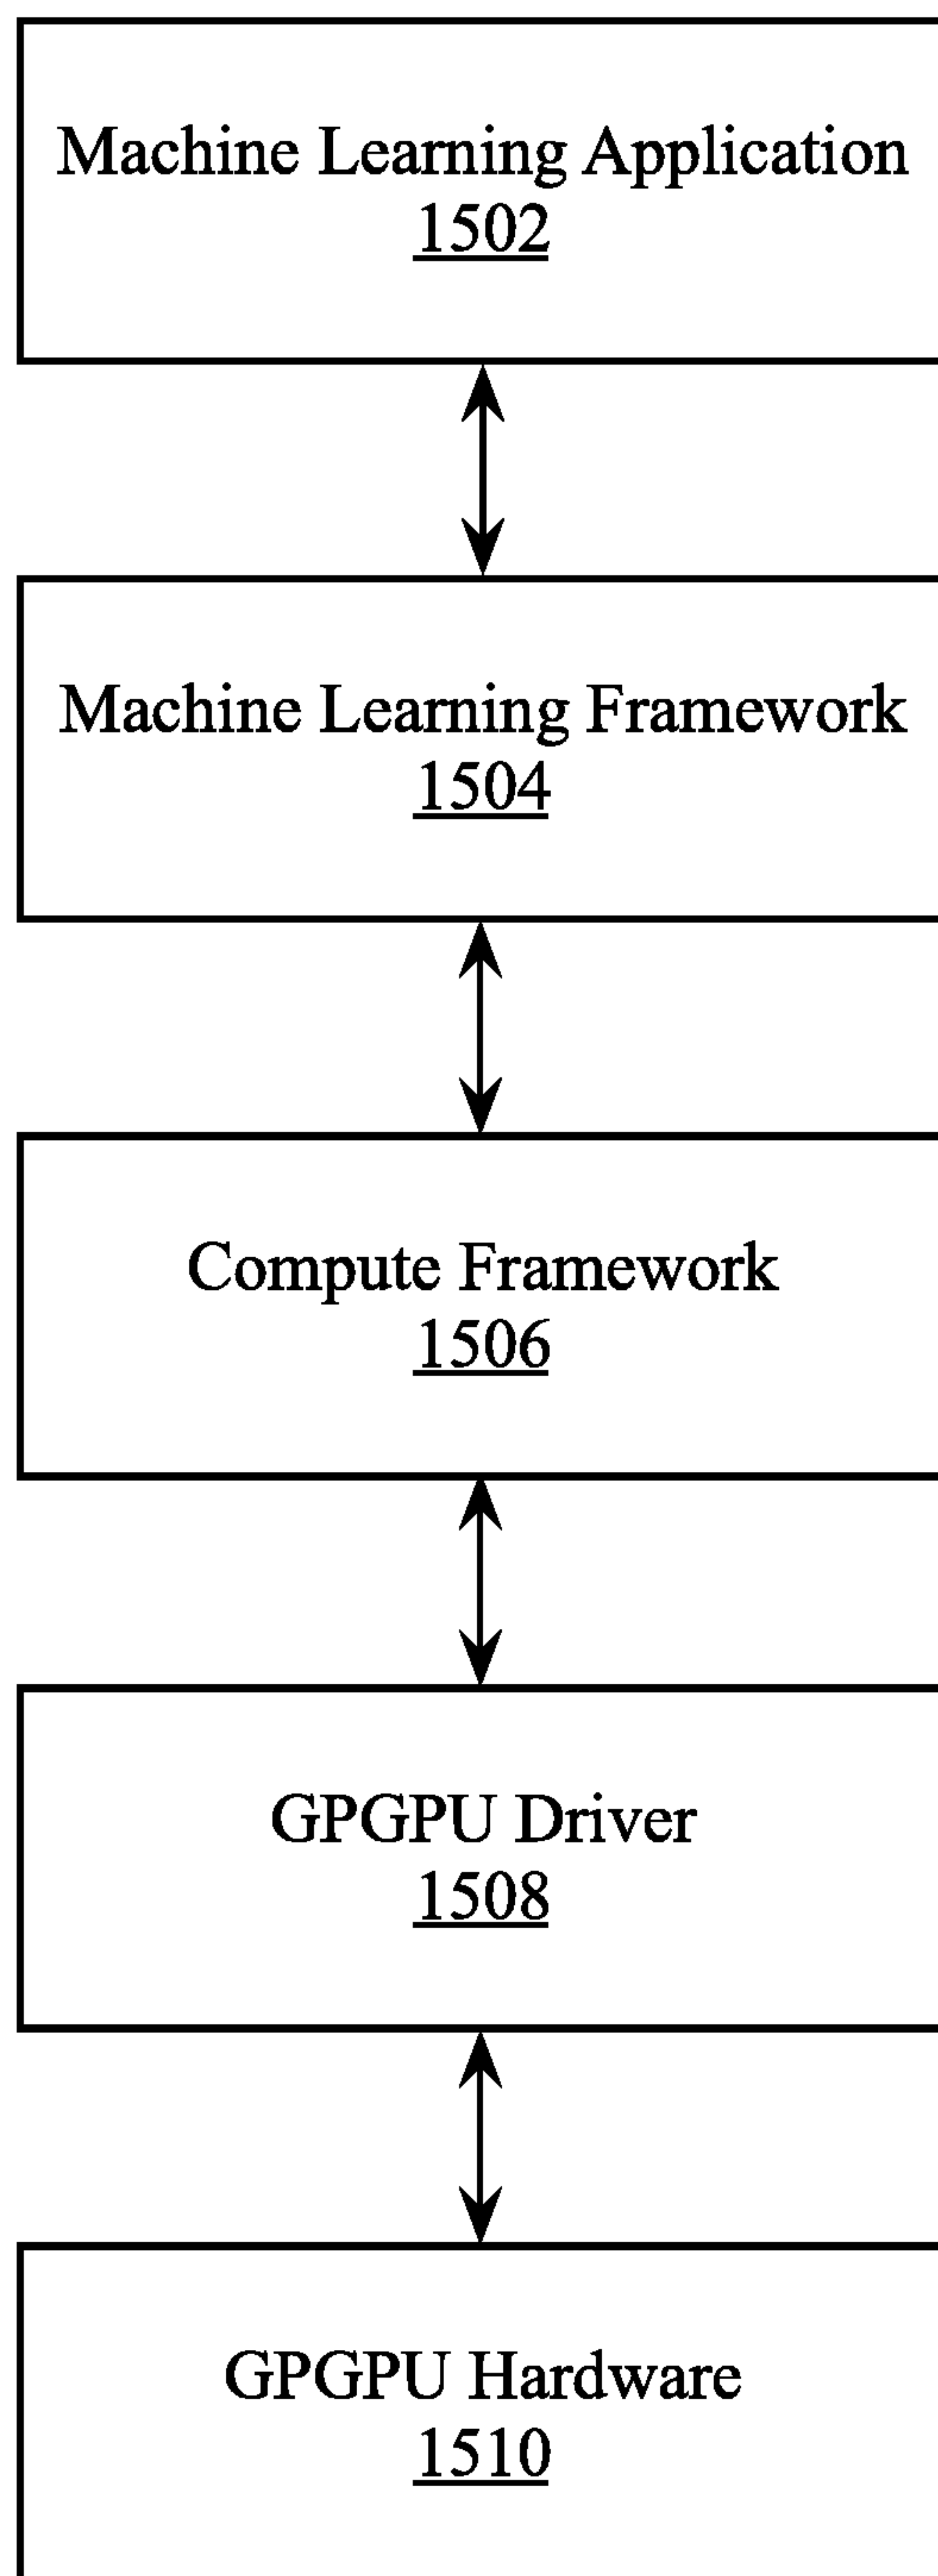 Machine Learning Application
1502
Machine Learning Framework
1504
Compute Framework
1506
GPGPU Driver
1508
GPGPU Hardware
1510